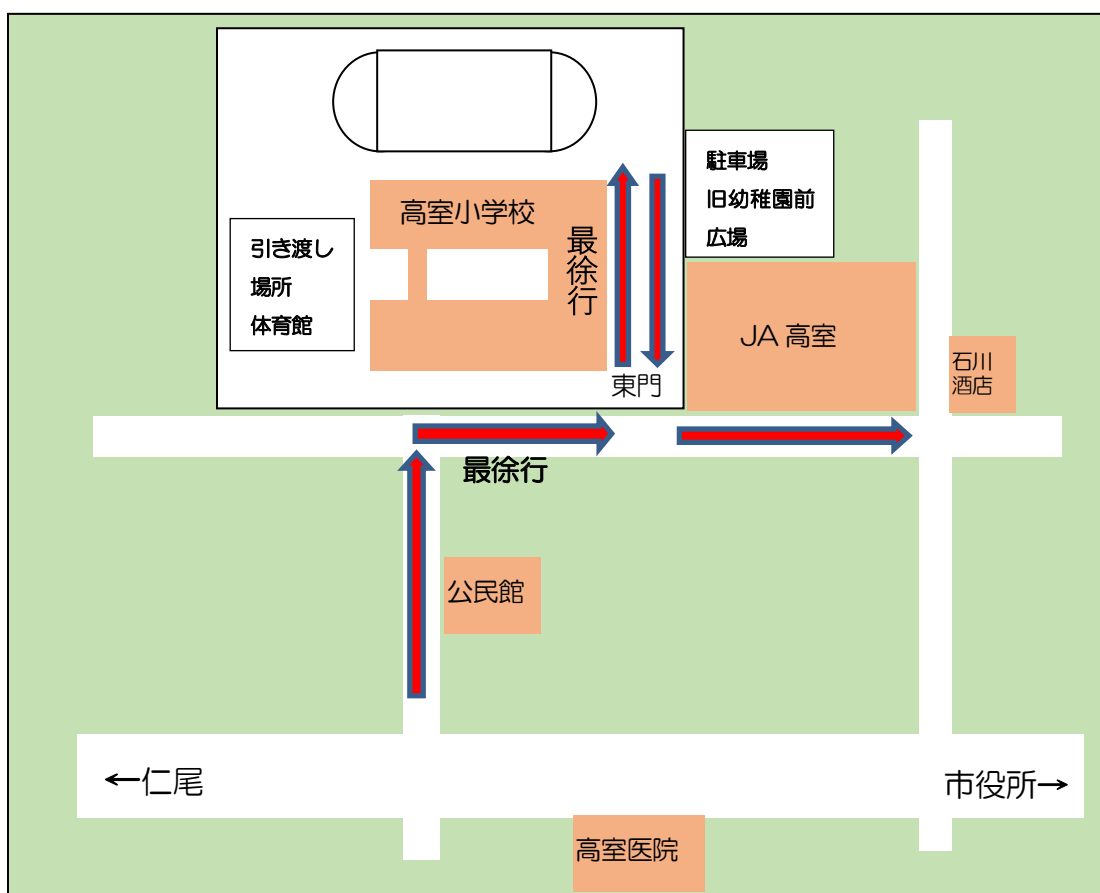 駐車場
旧幼稚園前
広場
高室小学校
最徐行
引き渡し
場所
体育館
JA 高室
石川
酒店
東門
最徐行
公民館
←仁尾
市役所→
高室医院